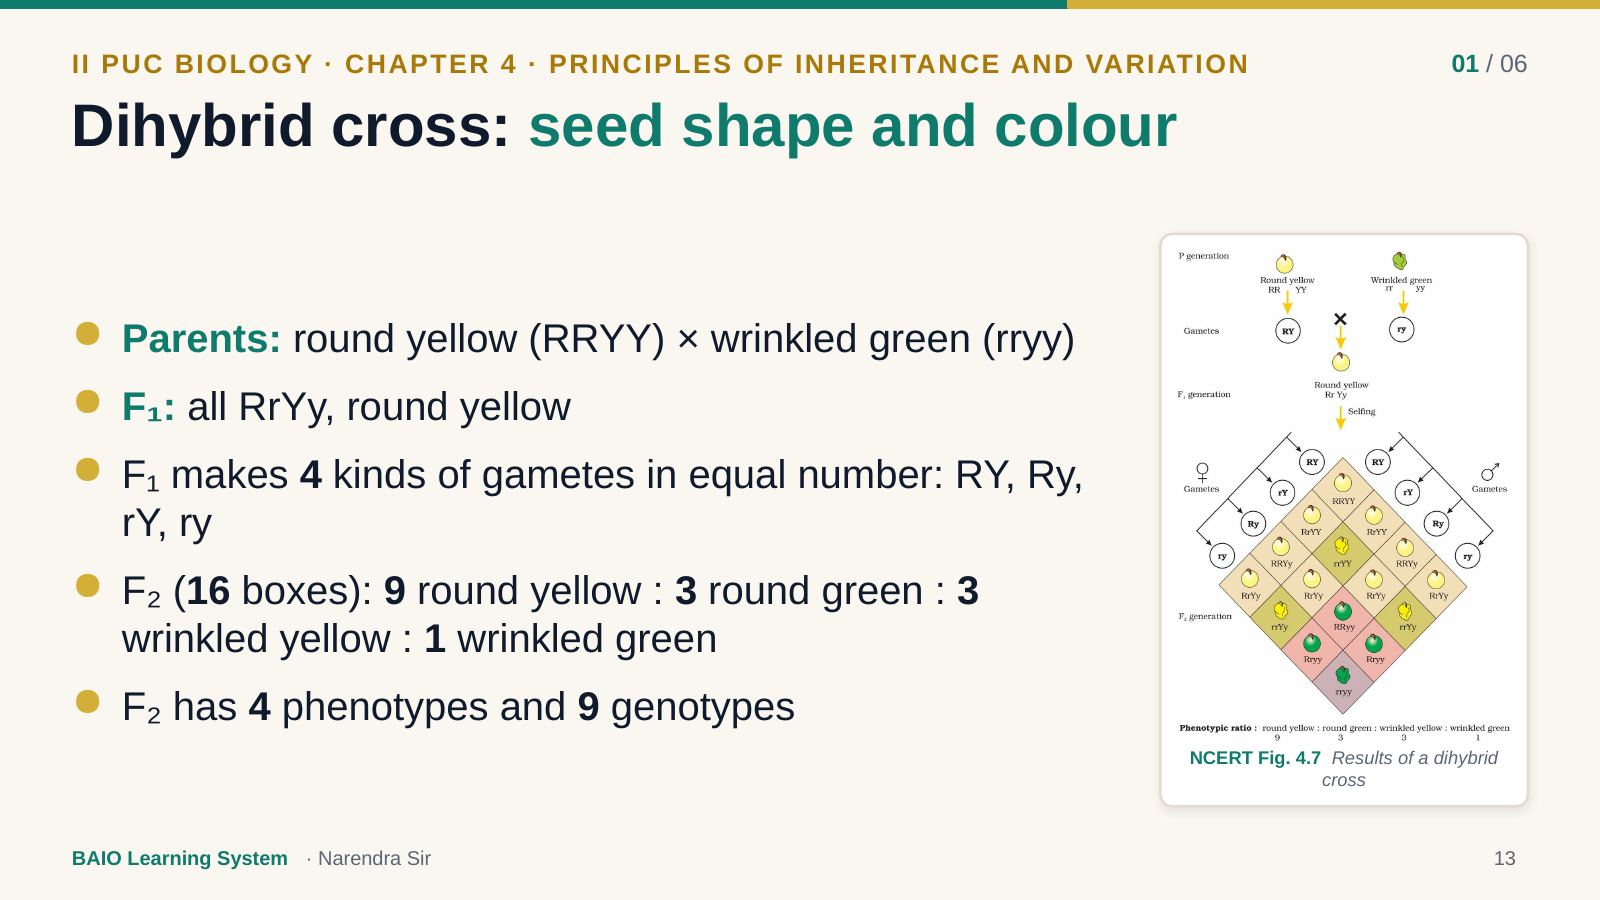 II PUC BIOLOGY · CHAPTER 4 · PRINCIPLES OF INHERITANCE AND VARIATION
01 / 06
Dihybrid cross: seed shape and colour
Parents: round yellow (RRYY) × wrinkled green (rryy)
F₁: all RrYy, round yellow
F₁ makes 4 kinds of gametes in equal number: RY, Ry,
rY, ry
F₂ (16 boxes): 9 round yellow : 3 round green : 3
wrinkled yellow : 1 wrinkled green
F₂ has 4 phenotypes and 9 genotypes
P generation
Round yellow Wrinkled green
RR YY rr yy
Gametes RY × ry
Round yellow
Rr Yy
F₁ generation
Selfing
RY RY
♀ ♂
Gametes Gametes
rY rY
RRYY
Ry Ry
RrYY RrYY
ry ry
RRYy rrYY RRYy
RrYy RrYy RrYy RrYy
F₂ generation
rrYy RRyy rrYy
Rryy Rryy
rryy
Phenotypic ratio : round yellow : round green : wrinkled yellow : wrinkled green
9 3 3 1
NCERT Fig. 4.7 Results of a dihybrid
cross
BAIO Learning System · Narendra Sir
13